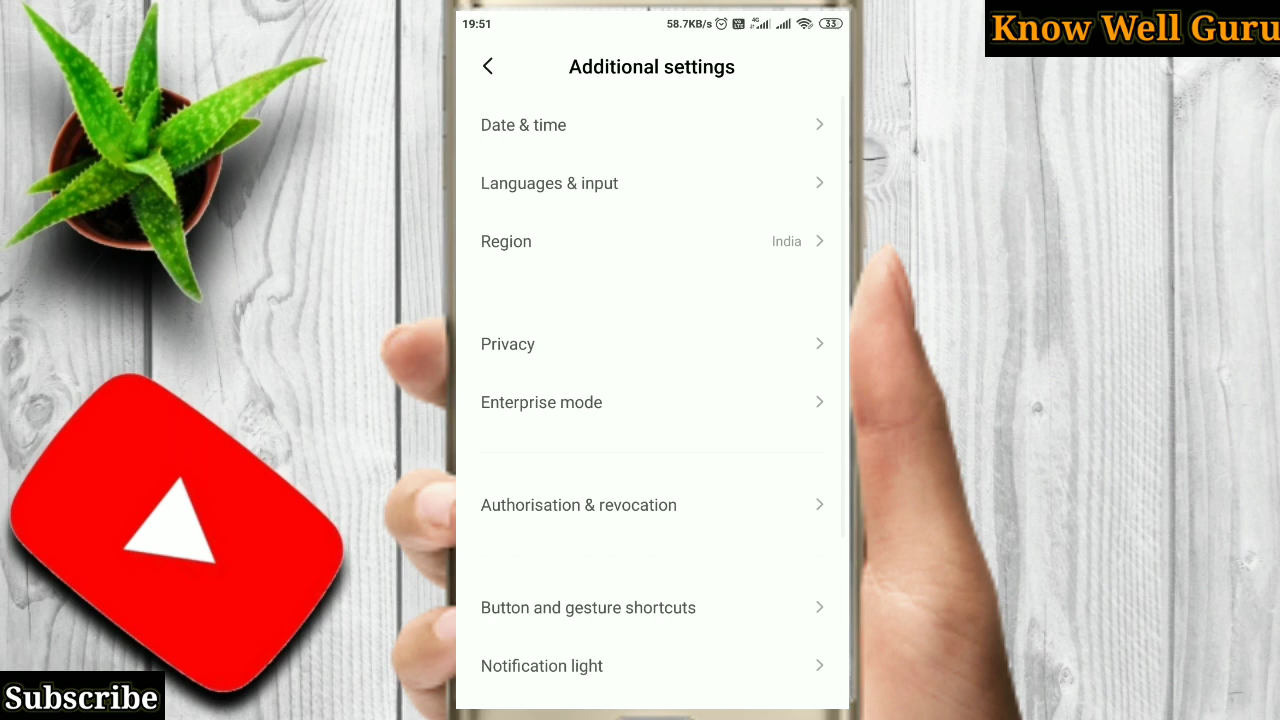 Know Well Guru
19:51
58.7KB/s 4G 33
Additional settings
Date & time
Languages & input
Region India
Privacy
Enterprise mode
Authorisation & revocation
Button and gesture shortcuts
Notification light
Subscribe